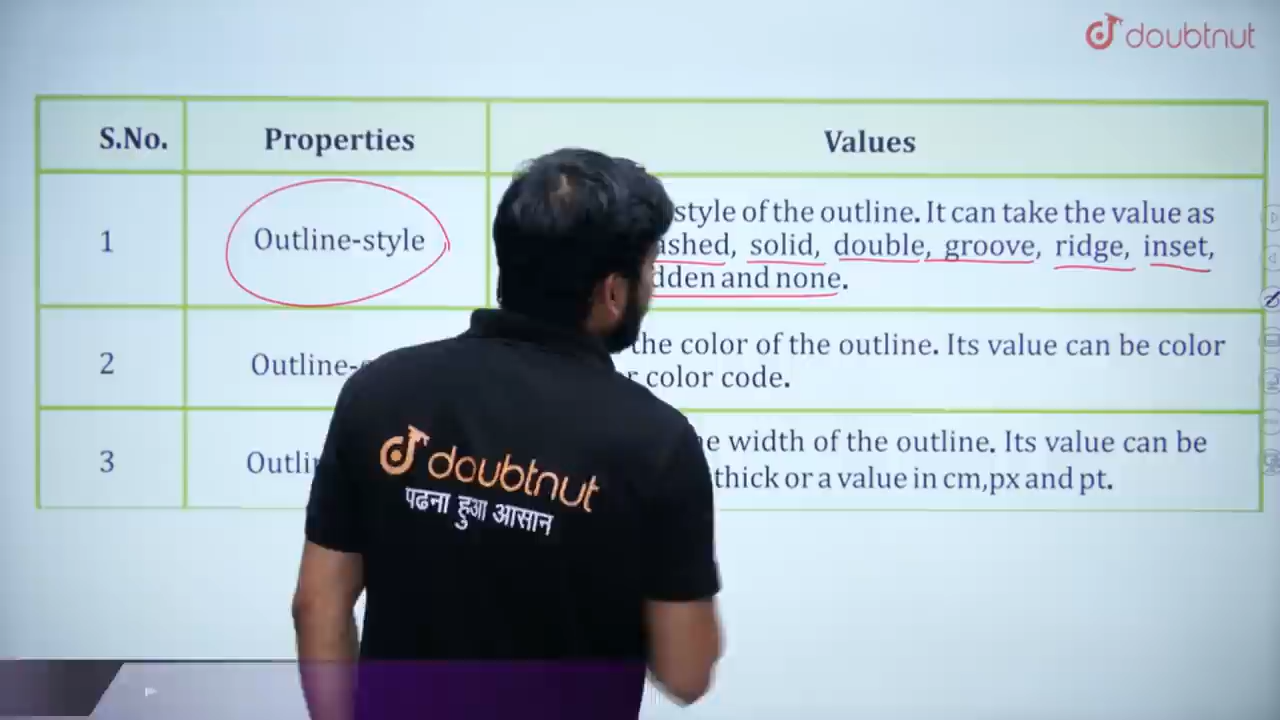 doubtnut
S.No. Properties Values
1 Outline-style style of the outline. It can take the value as
ashed, solid, double, groove, ridge, inset,
dden and none.
2 Outline- the color of the outline. Its value can be color
r color code.
3 Outli e width of the outline. Its value can be
thick or a value in cm,px and pt.
doubtnut
पढना हुआ आसान